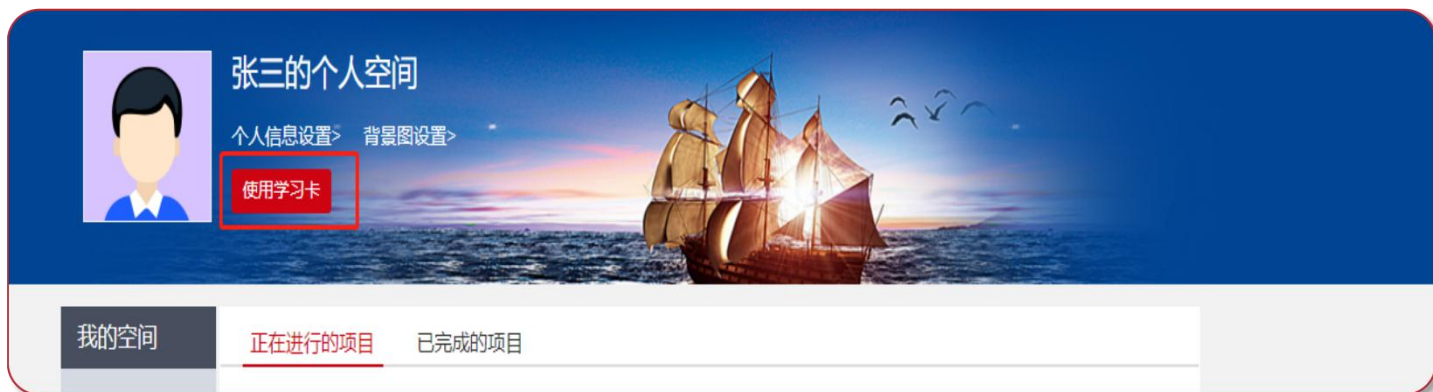 张三的个人空间
个人信息设置> 背景图设置>
使用学习卡
我的空间 正在进行的项目 已完成的项目